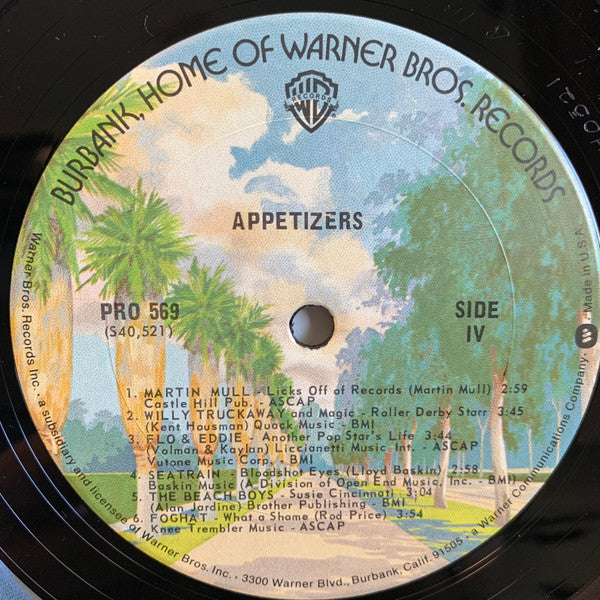 BURBANK, HOME OF WARNER BROS. RECORDS
WB
RECORDS
APPETIZERS
PRO 569
(S40,521)
SIDE
IV
1. MARTIN MULL - Licks Off of Records (Martin Mull) 2:59
Castle Hill Pub. - ASCAP
2. WILLY TRUCKAWAY and Magic - Roller Derby Starr 3:45
(Kent Housman) Quack Music - BMI
3. FLO & EDDIE - Another Pop Star's Life 3:44
(Volman & Kaylan) Liccianetti Music Int. - ASCAP
Vutone Music Corp. - BMI
4. SEATRAIN - Bloodshot Eyes (Lloyd Baskin) 2:58
Baskin Music (A Division of Open End Music, Inc. - BMI)
5. THE BEACH BOYS - Susie Cincinnati 3:04
(Alan Jardine) Brother Publishing - BMI
6. FOGHAT - What a Shame (Rod Price) 3:54
Knee Trembler Music - ASCAP
Warner Bros. Records Inc. • a subsidiary and licensee of Warner Bros. Inc. • 3300 Warner Blvd., Burbank, Calif. 91505 • a Warner Communications Company • Made in U.S.A.
40321